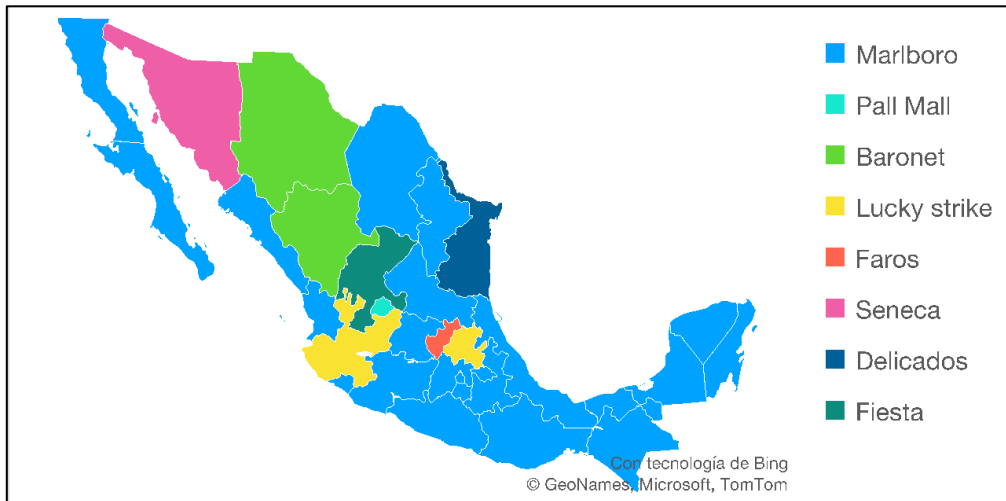 Marlboro
Pall Mall
Baronet
Lucky strike
Faros
Seneca
Delicados
Fiesta
Con tecnología de Bing
© GeoNames, Microsoft, TomTom